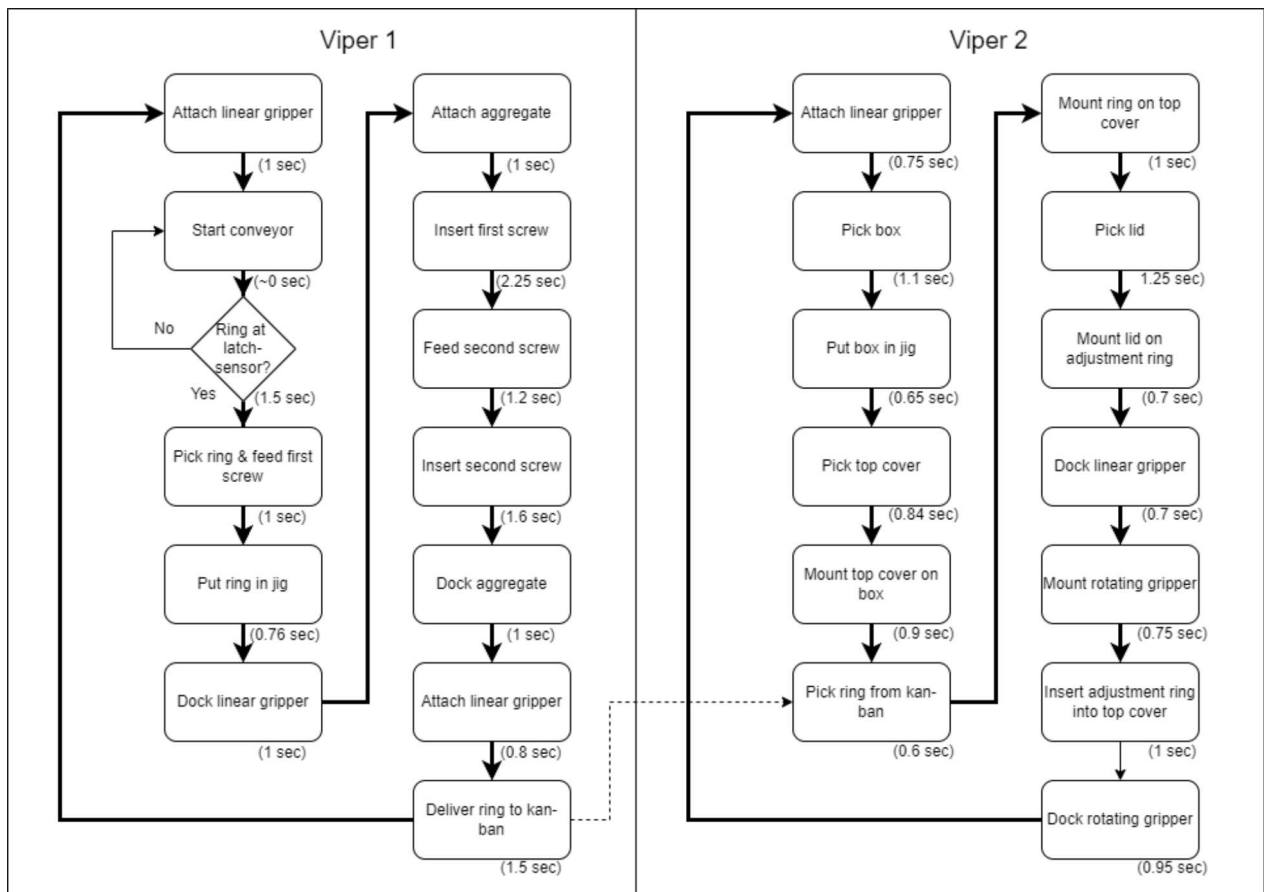 Viper 1
Attach linear gripper
(1 sec)
Start conveyor
(~0 sec)
No
Ring at
latch-
sensor?
Yes
(1.5 sec)
Pick ring & feed first
screw
(1 sec)
Put ring in jig
(0.76 sec)
Dock linear gripper
(1 sec)
Attach aggregate
(1 sec)
Insert first screw
(2.25 sec)
Feed second screw
(1.2 sec)
Insert second screw
(1.6 sec)
Dock aggregate
(1 sec)
Attach linear gripper
(0.8 sec)
Deliver ring to kan-
ban
(1.5 sec)
Viper 2
Attach linear gripper
(0.75 sec)
Pick box
(1.1 sec)
Put box in jig
(0.65 sec)
Pick top cover
(0.84 sec)
Mount top cover on
box
(0.9 sec)
Pick ring from kan-
ban
(0.6 sec)
Mount ring on top
cover
(1 sec)
Pick lid
1.25 sec)
Mount lid on
adjustment ring
(0.7 sec)
Dock linear gripper
(0.7 sec)
Mount rotating gripper
(0.75 sec)
Insert adjustment ring
into top cover
(1 sec)
Dock rotating gripper
(0.95 sec)